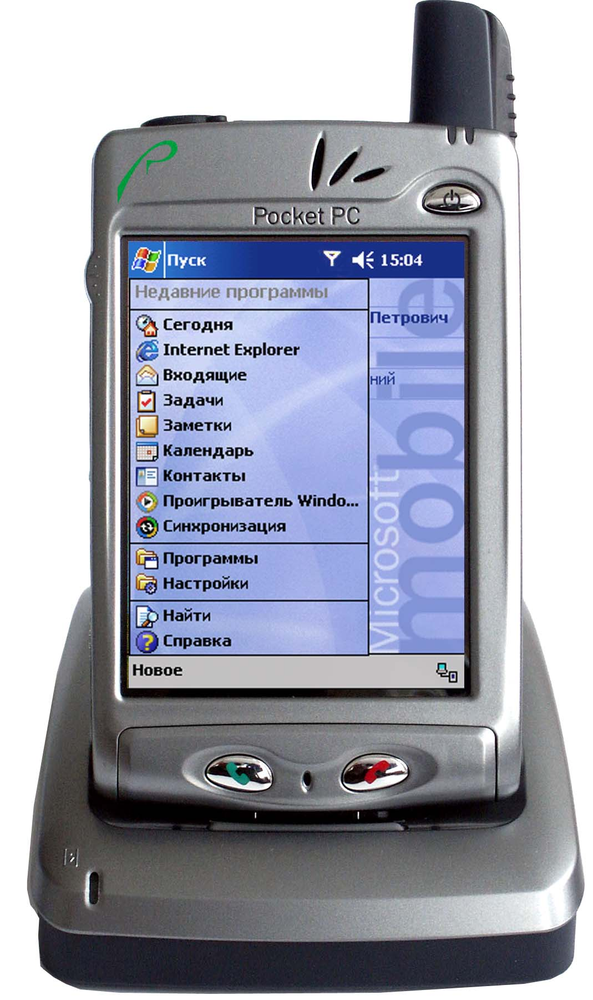 Pocket PC
Пуск 15:04
Недавние программы
Петрович
Сегодня
Internet Explorer
Входящие
ний
Задачи
Заметки
Календарь
Контакты
Проигрыватель Windo...
Синхронизация
Программы
Настройки
Найти
Справка
Microsoft
mobile
Новое